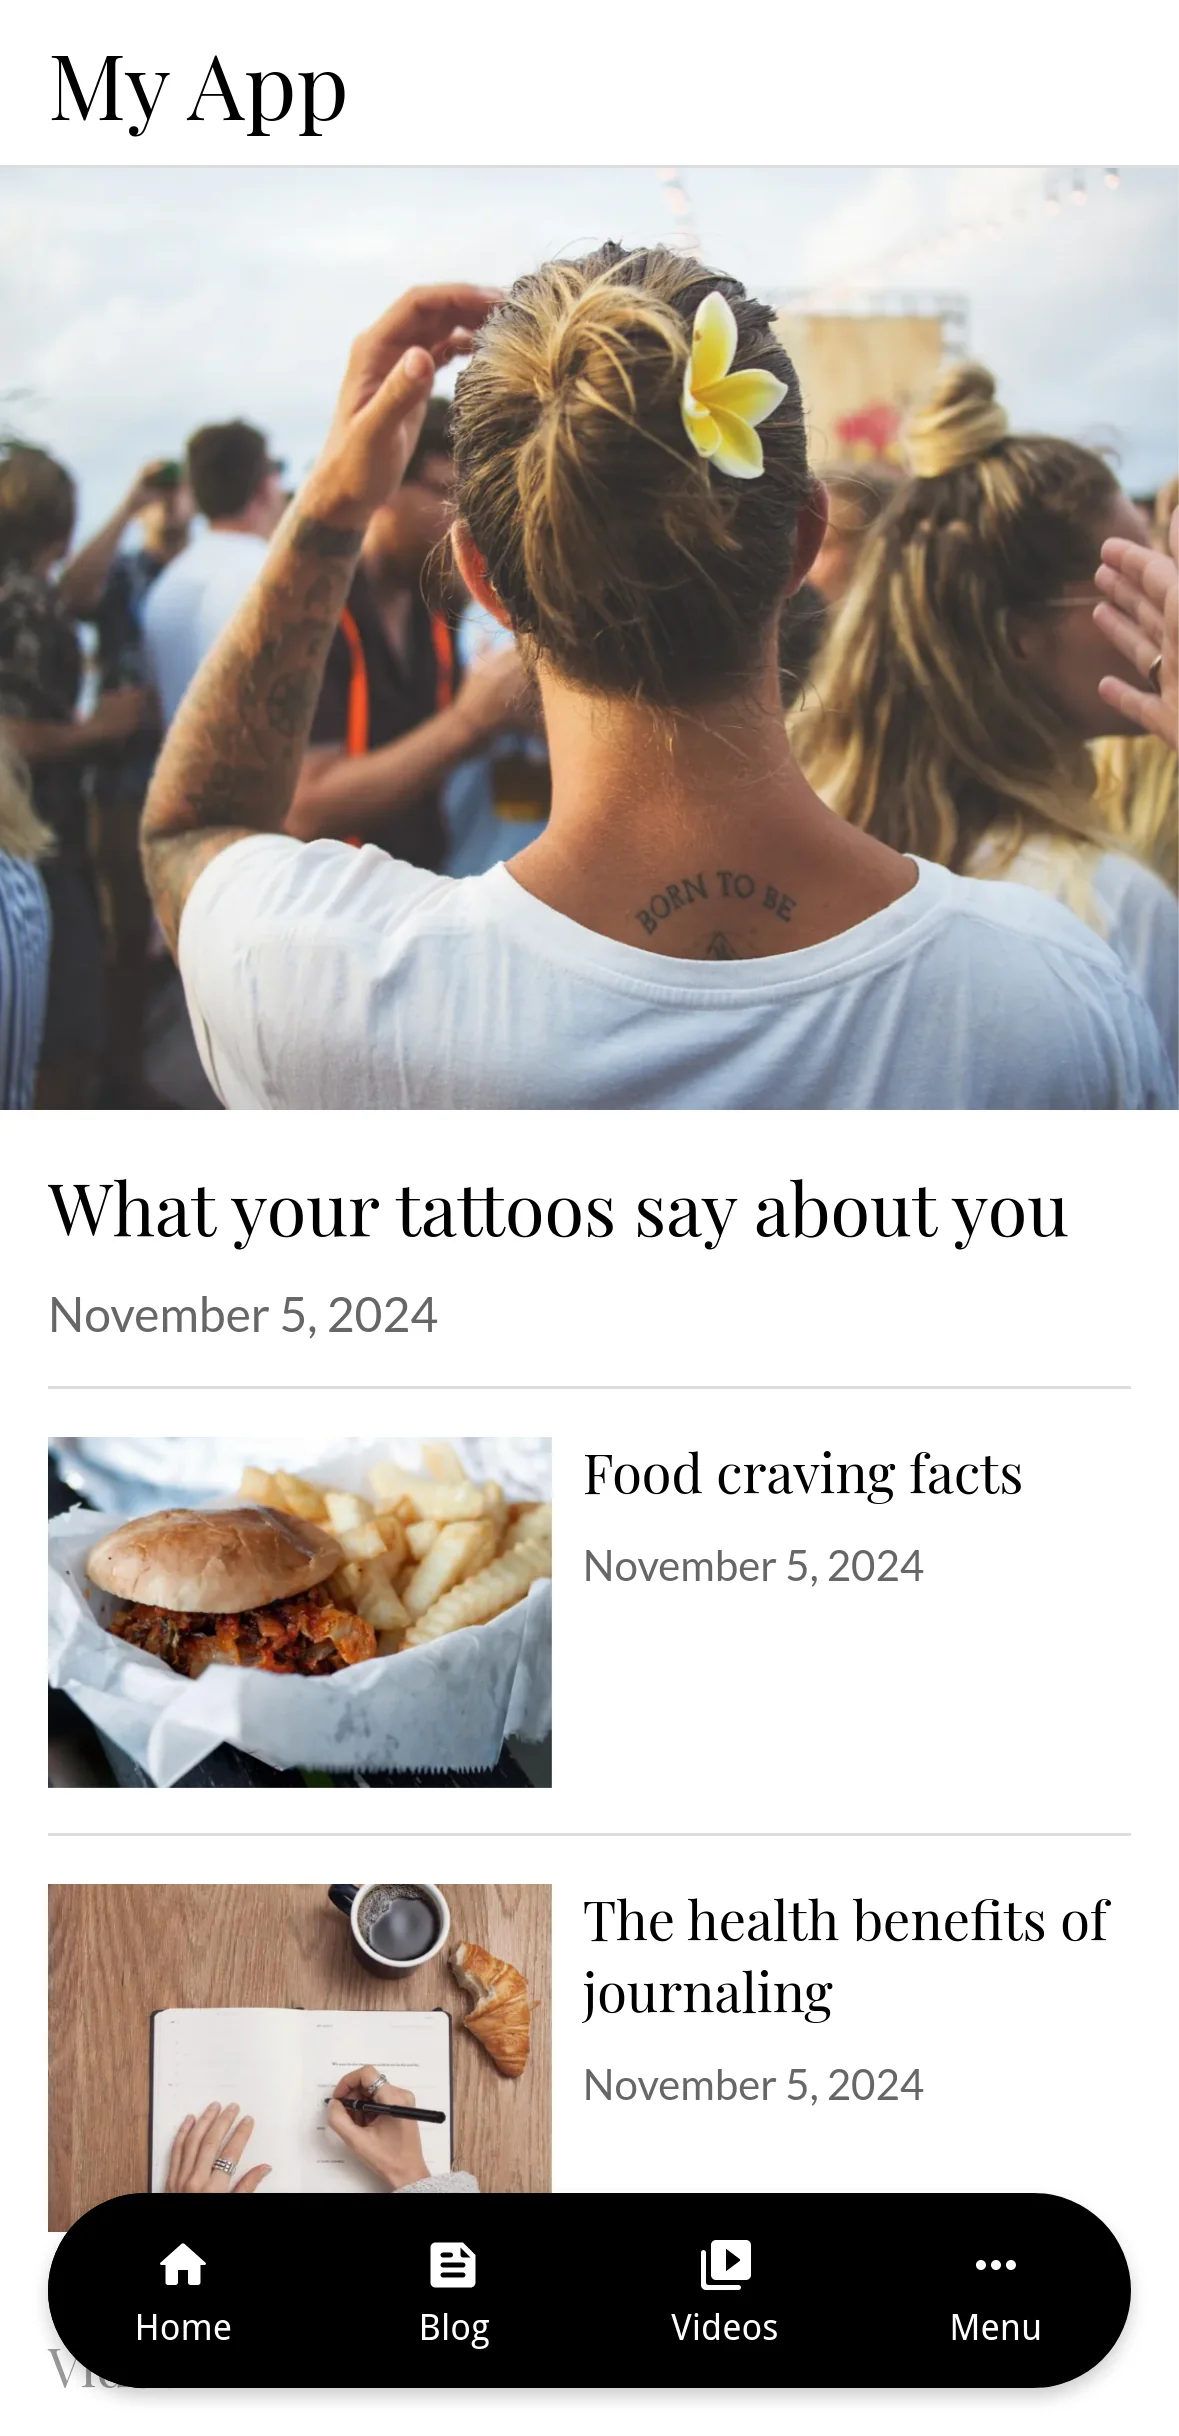 My App
BORN TO BE
What your tattoos say about you
November 5, 2024
Food craving facts
November 5, 2024
The health benefits of
journaling
November 5, 2024
Home
Blog
Videos
Menu